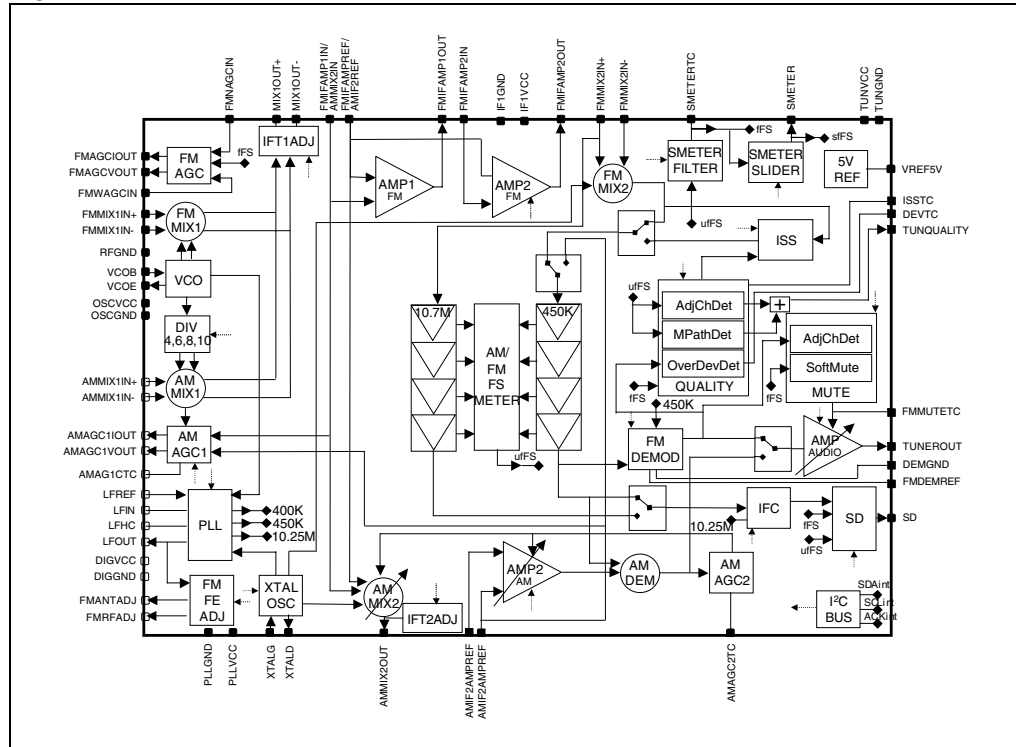 FMNAGCIN
MIX1OUT+
MIX1OUT-
FMIFAMP1IN/
AMMIX2IN
FMIFAMPREF/
AMIF2REF
FMIFAMP1OUT
FMIFAMP2IN
IF1GND
IF1VCC
FMIFAMP2OUT
FMMIX2IN+
FMMIX2IN-
SMETERTC
SMETER
TUNVCC
TUNGND
FMAGCIOUT
FMAGCVOUT
FMWAGCIN
FMMIX1IN+
FMMIX1IN-
RFGND
VCOB
VCOE
OSCVCC
OSCGND
AMMIX1IN+
AMMIX1IN-
AMAGC1IOUT
AMAGC1VOUT
AMAG1CTC
LFREF
LFIN
LFHC
LFOUT
DIGVCC
DIGGND
FMANTADJ
FMRFADJ
FM
AGC
fFS
IFT1ADJ
FM
MIX1
VCO
DIV
4,6,8,10
AM
MIX1
AM
AGC1
PLL
400K
450K
10.25M
FM
FE
ADJ
XTAL
OSC
AMP1
FM
AMP2
FM
FM
MIX2
SMETER
FILTER
fFS
SMETER
SLIDER
sfFS
ufFS
5V
REF
ISS
10.7M
AM/
FM
FS
METER
ufFS
450K
ufFS
AdjChDet
MPathDet
OverDevDet
QUALITY
fFS
+
AdjChDet
SoftMute
MUTE
fFS
450K
FM
DEMOD
AMP
AUDIO
10.25M
IFC
fFS
ufFS
SD
AM
MIX2
IFT2ADJ
AMP2
AM
AM
DEM
AM
AGC2
I²C
BUS
SDAint
SCLint
ACKint
VREF5V
ISSTC
DEVTC
TUNQUALITY
FMMUTETC
TUNEROUT
DEMGND
FMDEMREF
SD
PLLGND
PLLVCC
XTALG
XTALD
AMMIX2OUT
AMIF2AMPREF
AMIF2AMPREF
AMAGC2TC